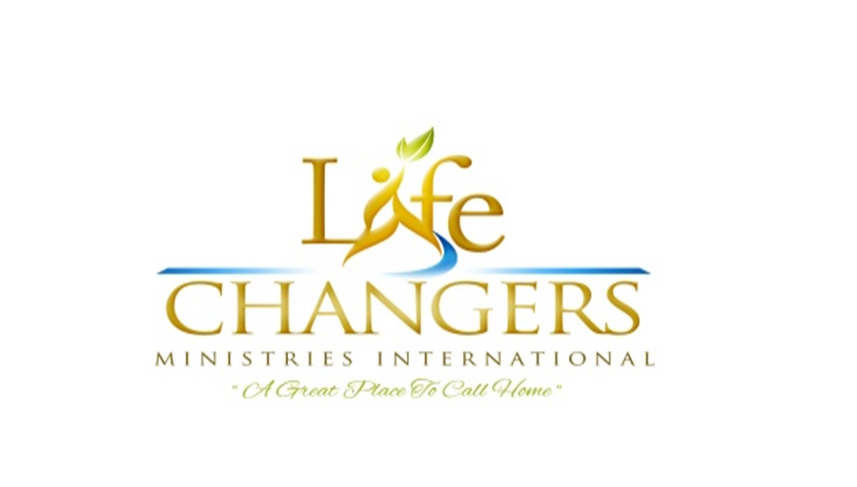 Life
CHANGERS
MINISTRIES INTERNATIONAL
"A Great Place To Call Home"